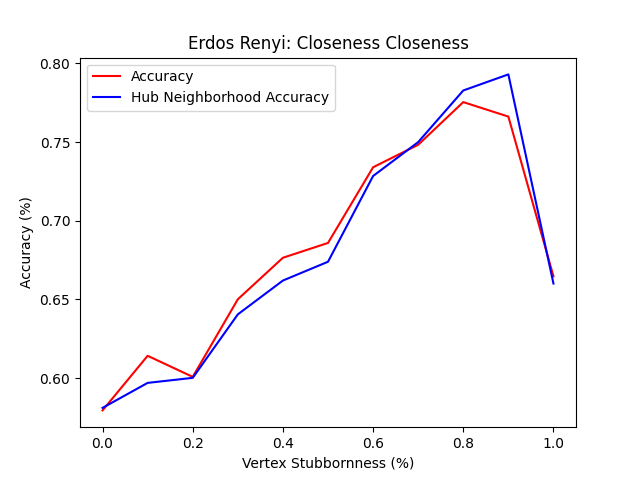 Erdos Renyi: Closeness Closeness
Accuracy
Hub Neighborhood Accuracy
Accuracy (%)
0.80
0.75
0.70
0.65
0.60
0.0 0.2 0.4 0.6 0.8 1.0
Vertex Stubbornness (%)